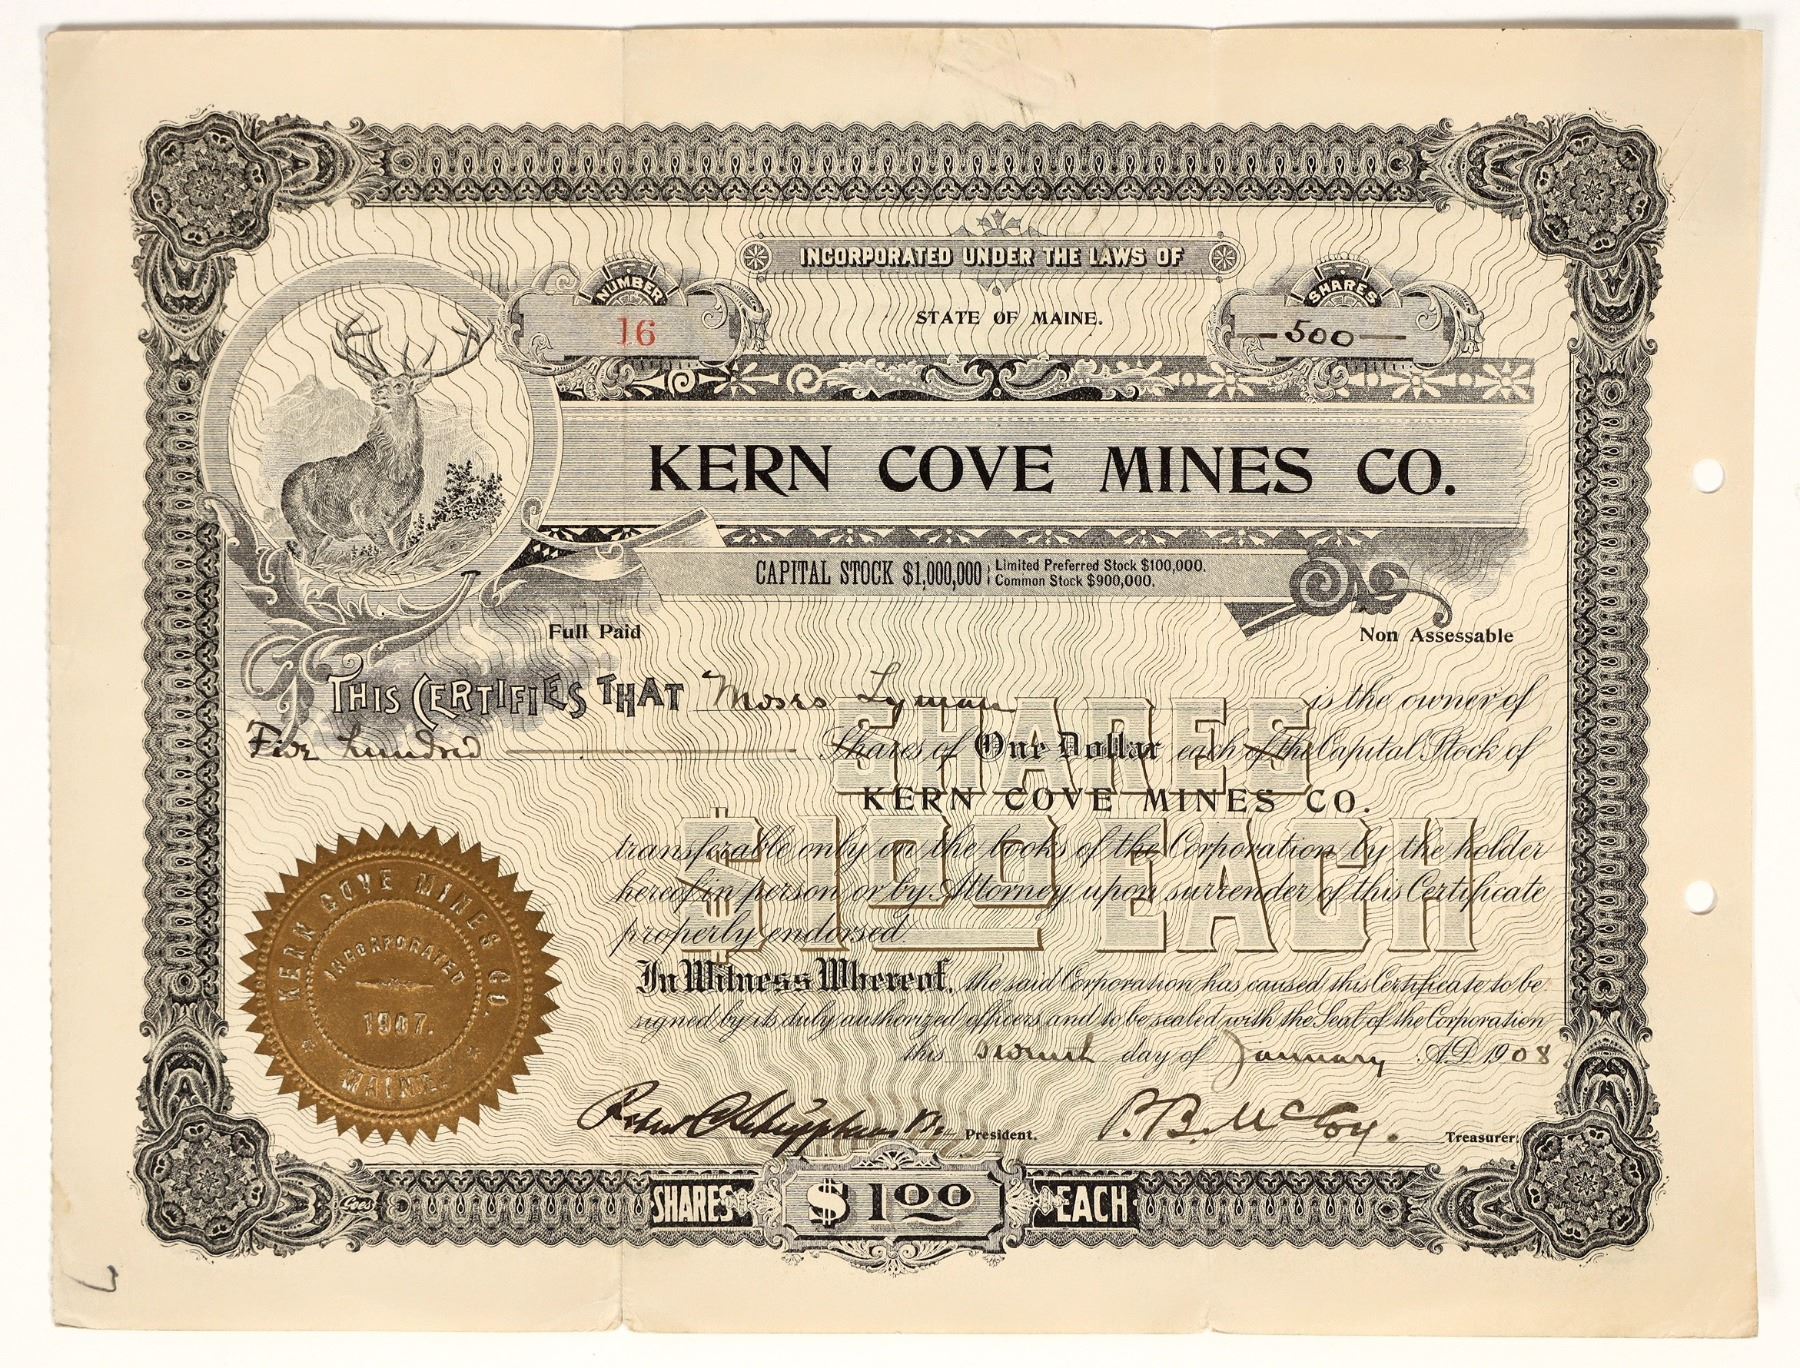 INCORPORATED UNDER THE LAWS OF
NUMBER
SHARES
16
STATE OF MAINE.
500
KERN COVE MINES CO.
CAPITAL STOCK $1,000,000; Limited Preferred Stock $100,000.
Common Stock $900,000.
Full Paid
Non Assessable
THIS CERTIFIES THAT Moses Lyman is the owner of
Five hundred Shares of One Dollar each of the Capital Stock of
KERN COVE MINES CO.
transferable only on the books of the Corporation by the holder
hereof in person or by Attorney upon surrender of this Certificate
properly endorsed.
In Witness Whereof, the said Corporation has caused this Certificate to be
signed by its duly authorized officers and to be sealed with the Seal of the Corporation
this seventh day of January A.D. 1908
SHARES
$100 EACH
KERN COVE MINES CO.
INCORPORATED
1907.
MAINE.
President.
P. B. McCoy. Treasurer.
Goes
SHARES $1.00 EACH